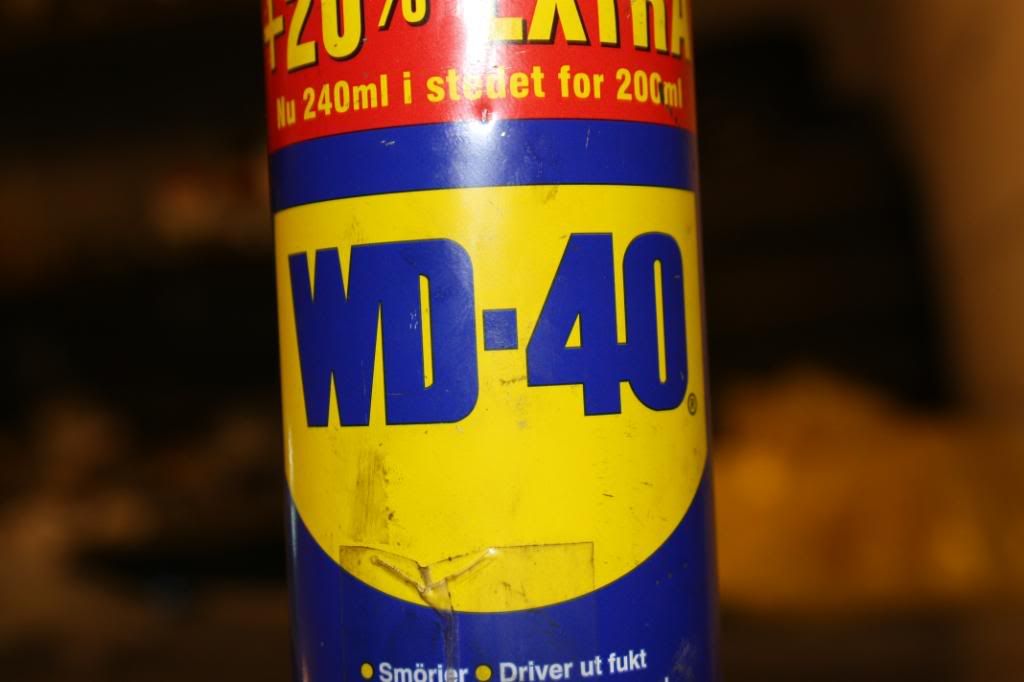 +20% EXTRA
Nu 240ml i stedet for 200ml
WD-40®
• Smörjer • Driver ut fukt